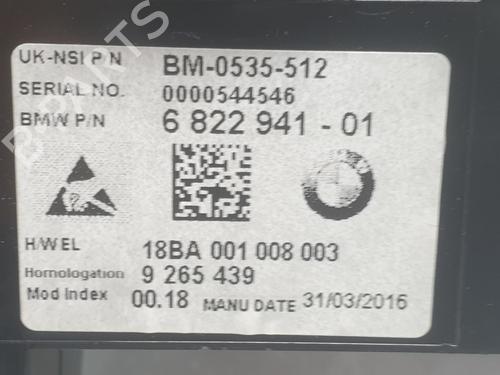 UK-NSI P/N BM-0535-512
SERIAL NO. 0000544546
BMW P/N 6 822 941 - 01
H/W EL 18BA 001 008 003
Homologation 9 265 439
Mod Index 00.18 MANU DATE 31/03/2016